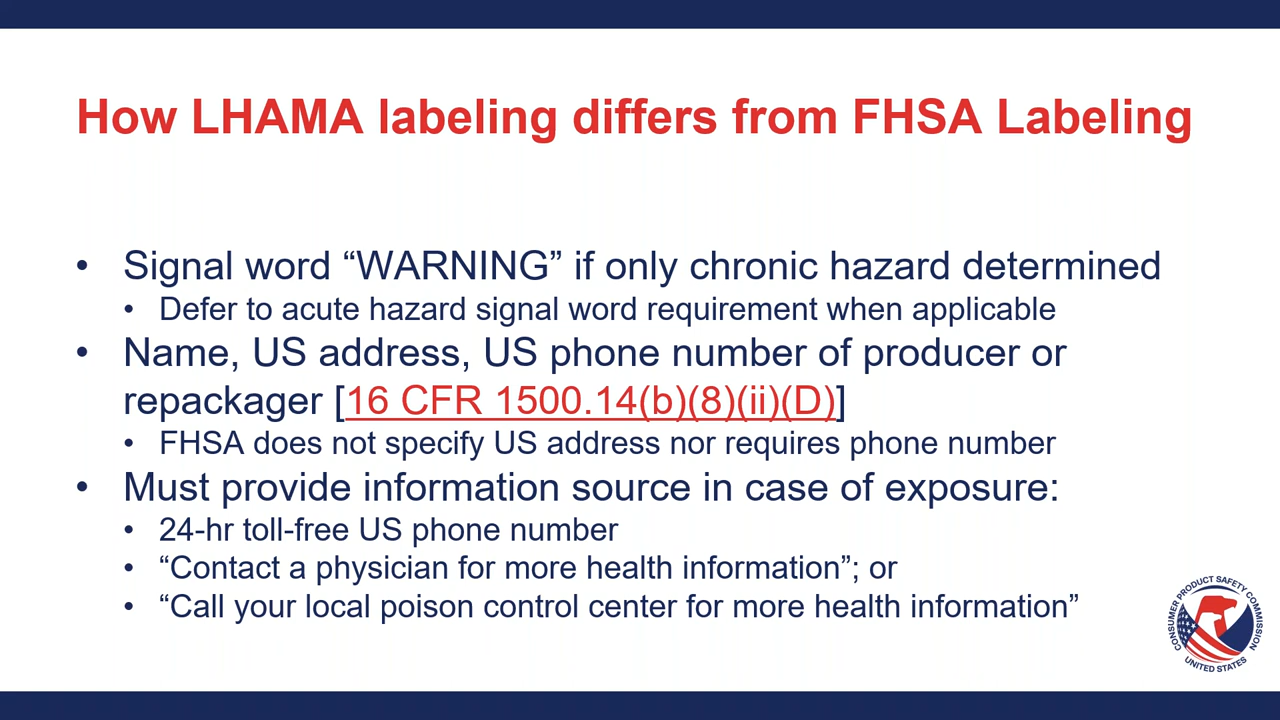 How LHAMA labeling differs from FHSA Labeling
• Signal word “WARNING” if only chronic hazard determined
• Defer to acute hazard signal word requirement when applicable
• Name, US address, US phone number of producer or
repackager [16 CFR 1500.14(b)(8)(ii)(D)]
• FHSA does not specify US address nor requires phone number
• Must provide information source in case of exposure:
• 24-hr toll-free US phone number
• “Contact a physician for more health information”; or
• “Call your local poison control center for more health information”
CONSUMER PRODUCT SAFETY COMMISSION
UNITED STATES